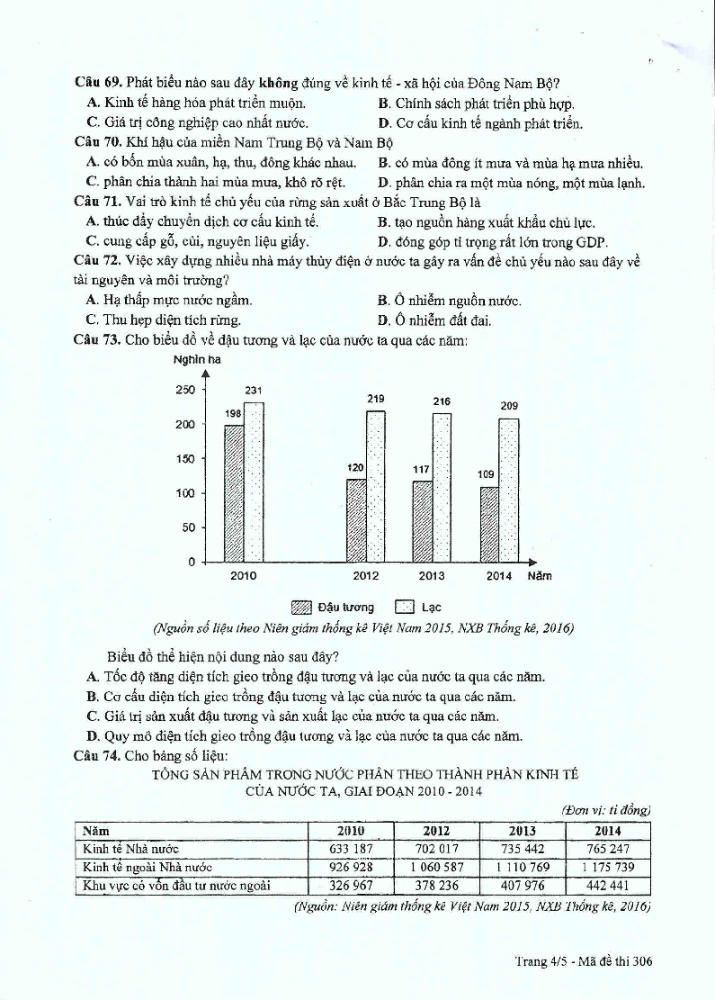 Câu 69. Phát biểu nào sau đây không đúng về kinh tế - xã hội của Đông Nam Bộ?
A. Kinh tế hàng hóa phát triển muộn. B. Chính sách phát triển phù hợp.
C. Giá trị công nghiệp cao nhất nước. D. Cơ cấu kinh tế ngành phát triển.
Câu 70. Khí hậu của miền Nam Trung Bộ và Nam Bộ
A. có bốn mùa xuân, hạ, thu, đông khác nhau. B. có mùa đông ít mưa và mùa hạ mưa nhiều.
C. phân chia thành hai mùa mưa, khô rõ rệt. D. phân chia ra một mùa nóng, một mùa lạnh.
Câu 71. Vai trò kinh tế chủ yếu của rừng sản xuất ở Bắc Trung Bộ là
A. thúc đẩy chuyển dịch cơ cấu kinh tế. B. tạo nguồn hàng xuất khẩu chủ lực.
C. cung cấp gỗ, củi, nguyên liệu giấy. D. đóng góp tỉ trọng rất lớn trong GDP.
Câu 72. Việc xây dựng nhiều nhà máy thủy điện ở nước ta gây ra vấn đề chủ yếu nào sau đây về
tài nguyên và môi trường?
A. Hạ thấp mực nước ngầm. B. Ô nhiễm nguồn nước.
C. Thu hẹp diện tích rừng. D. Ô nhiễm đất đai.
Câu 73. Cho biểu đồ về đậu tương và lạc của nước ta qua các năm:
Nghìn ha
250
200
150
100
50
0
198 231
120 219
117 216
109 209
2010 2012 2013 2014 Năm
Đậu tương Lạc
(Nguồn số liệu theo Niên giám thống kê Việt Nam 2015, NXB Thống kê, 2016)
Biểu đồ thể hiện nội dung nào sau đây?
A. Tốc độ tăng diện tích gieo trồng đậu tương và lạc của nước ta qua các năm.
B. Cơ cấu diện tích gieo trồng đậu tương và lạc của nước ta qua các năm.
C. Giá trị sản xuất đậu tương và sản xuất lạc của nước ta qua các năm.
D. Quy mô diện tích gieo trồng đậu tương và lạc của nước ta qua các năm.
Câu 74. Cho bảng số liệu:
TỔNG SẢN PHẨM TRONG NƯỚC PHÂN THEO THÀNH PHẦN KINH TẾ
CỦA NƯỚC TA, GIAI ĐOẠN 2010 - 2014
(Đơn vị: tỉ đồng)
Năm 2010 2012 2013 2014
Kinh tế Nhà nước 633 187 702 017 735 442 765 247
Kinh tế ngoài Nhà nước 926 928 1 060 587 1 110 769 1 175 739
Khu vực có vốn đầu tư nước ngoài 326 967 378 236 407 976 442 441
(Nguồn: Niên giám thống kê Việt Nam 2015, NXB Thống kê, 2016)
Trang 4/5 - Mã đề thi 306